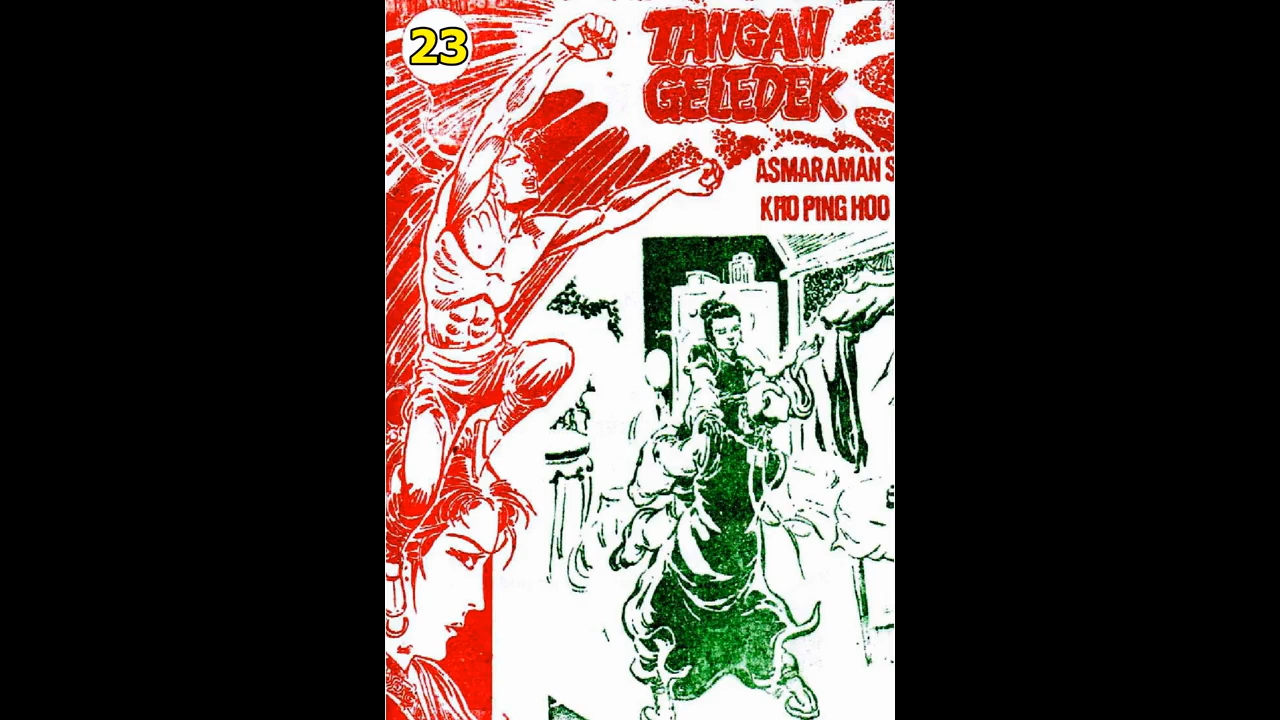 23
TANGAN
GELEDEK
ASMARAMAN S
KHO PING HOO